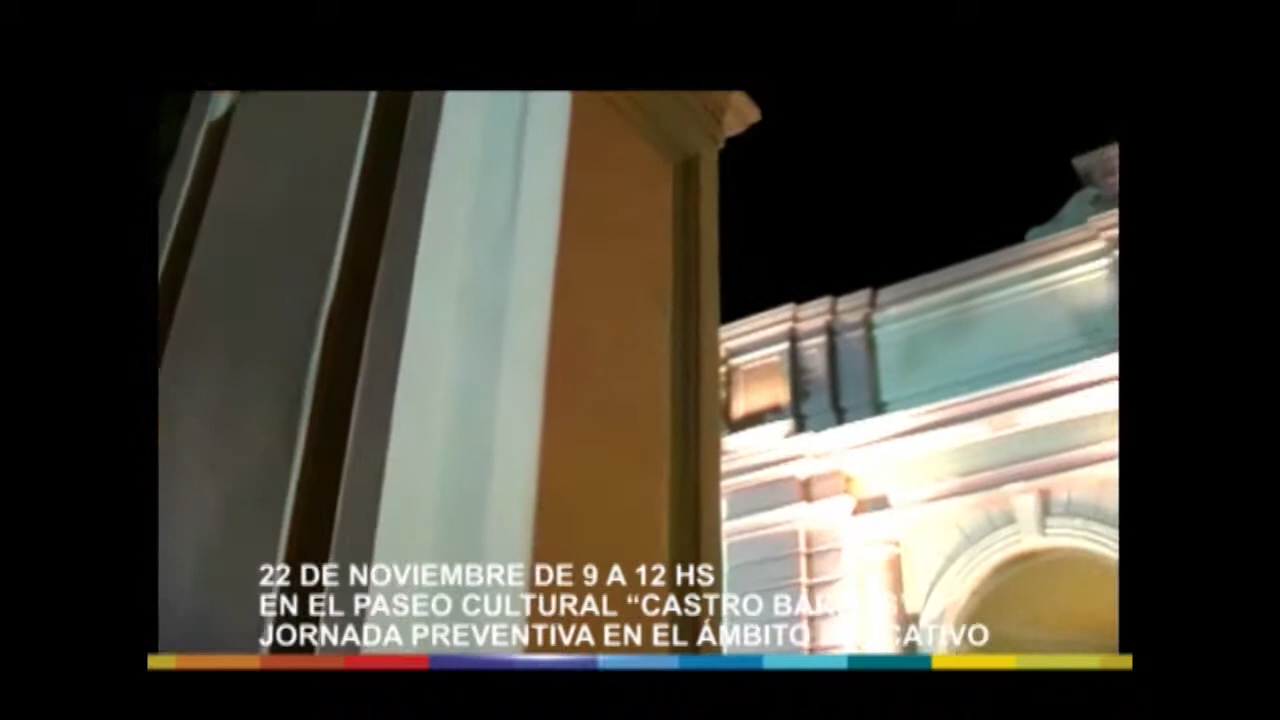 22 DE NOVIEMBRE DE 9 A 12 HS
EN EL PASEO CULTURAL “CASTRO
JORNADA PREVENTIVA EN EL ÁMBITO